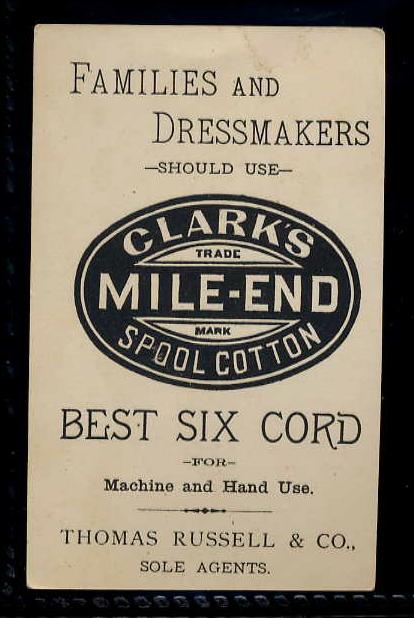 FAMILIES AND
DRESSMAKERS
—SHOULD USE—
CLARK'S
TRADE
MILE-END
MARK
SPOOL COTTON
BEST SIX CORD
—FOR—
Machine and Hand Use.
THOMAS RUSSELL & CO.,
SOLE AGENTS.